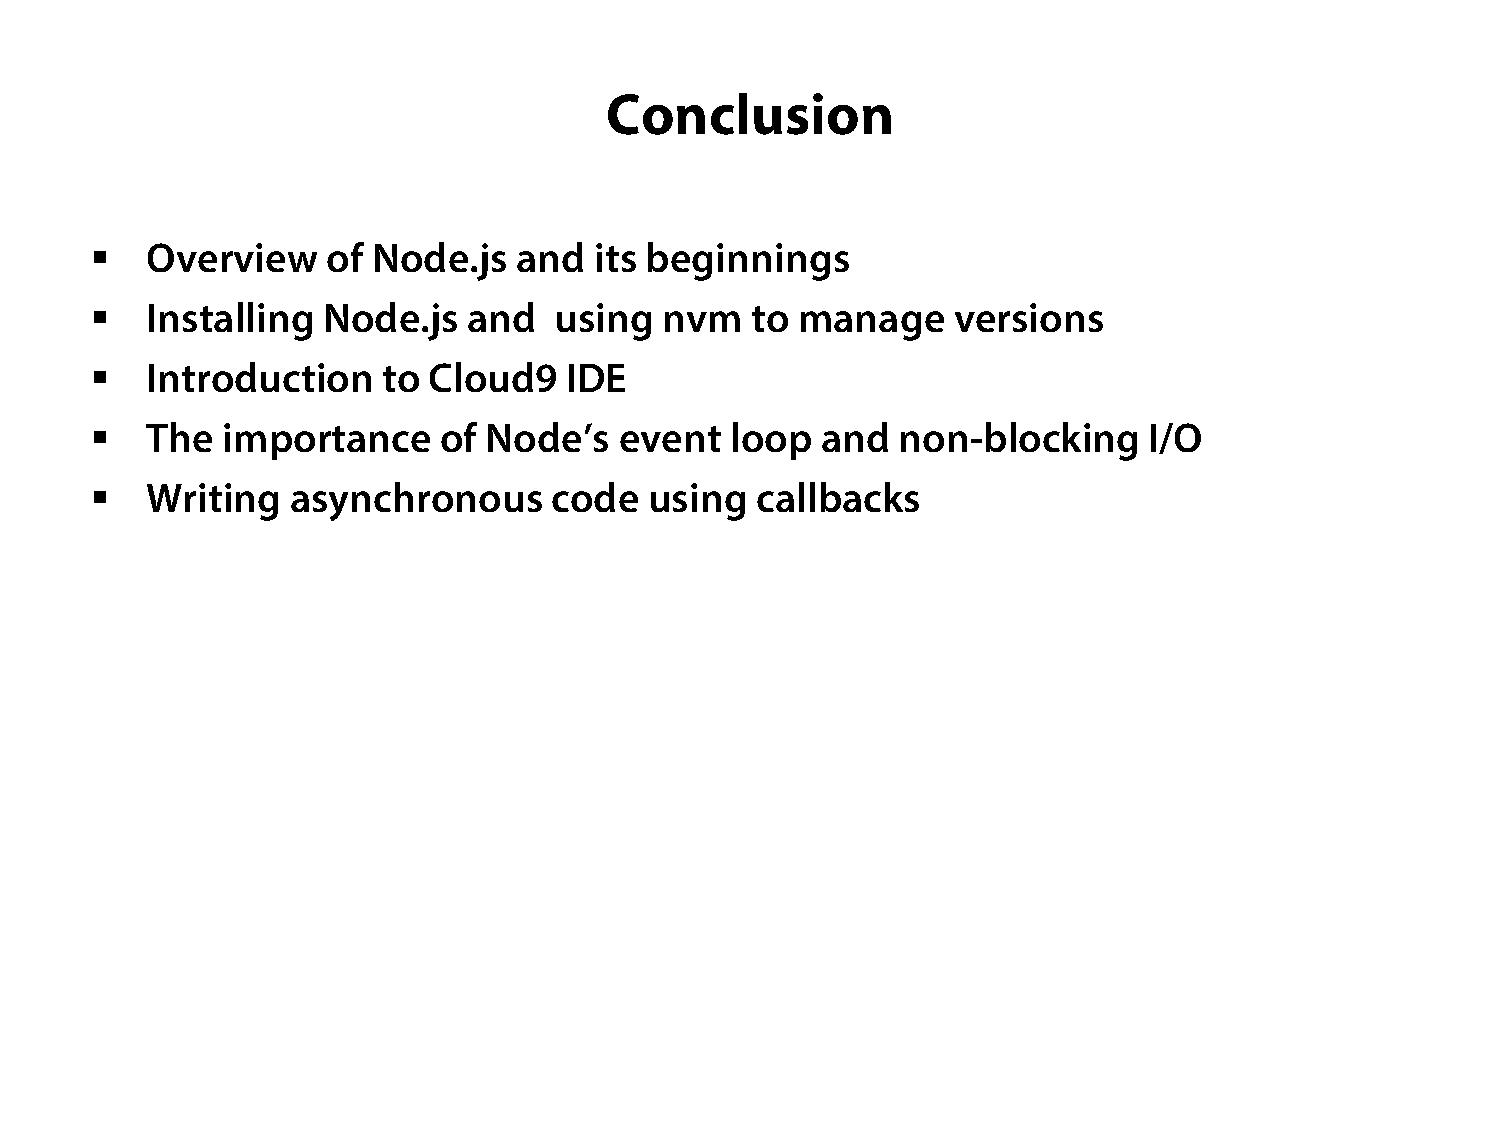 Conclusion
▪ Overview of Node.js and its beginnings
▪ Installing Node.js and  using nvm to manage versions
▪ Introduction to Cloud9 IDE
▪ The importance of Node’s event loop and non-blocking I/O
▪ Writing asynchronous code using callbacks